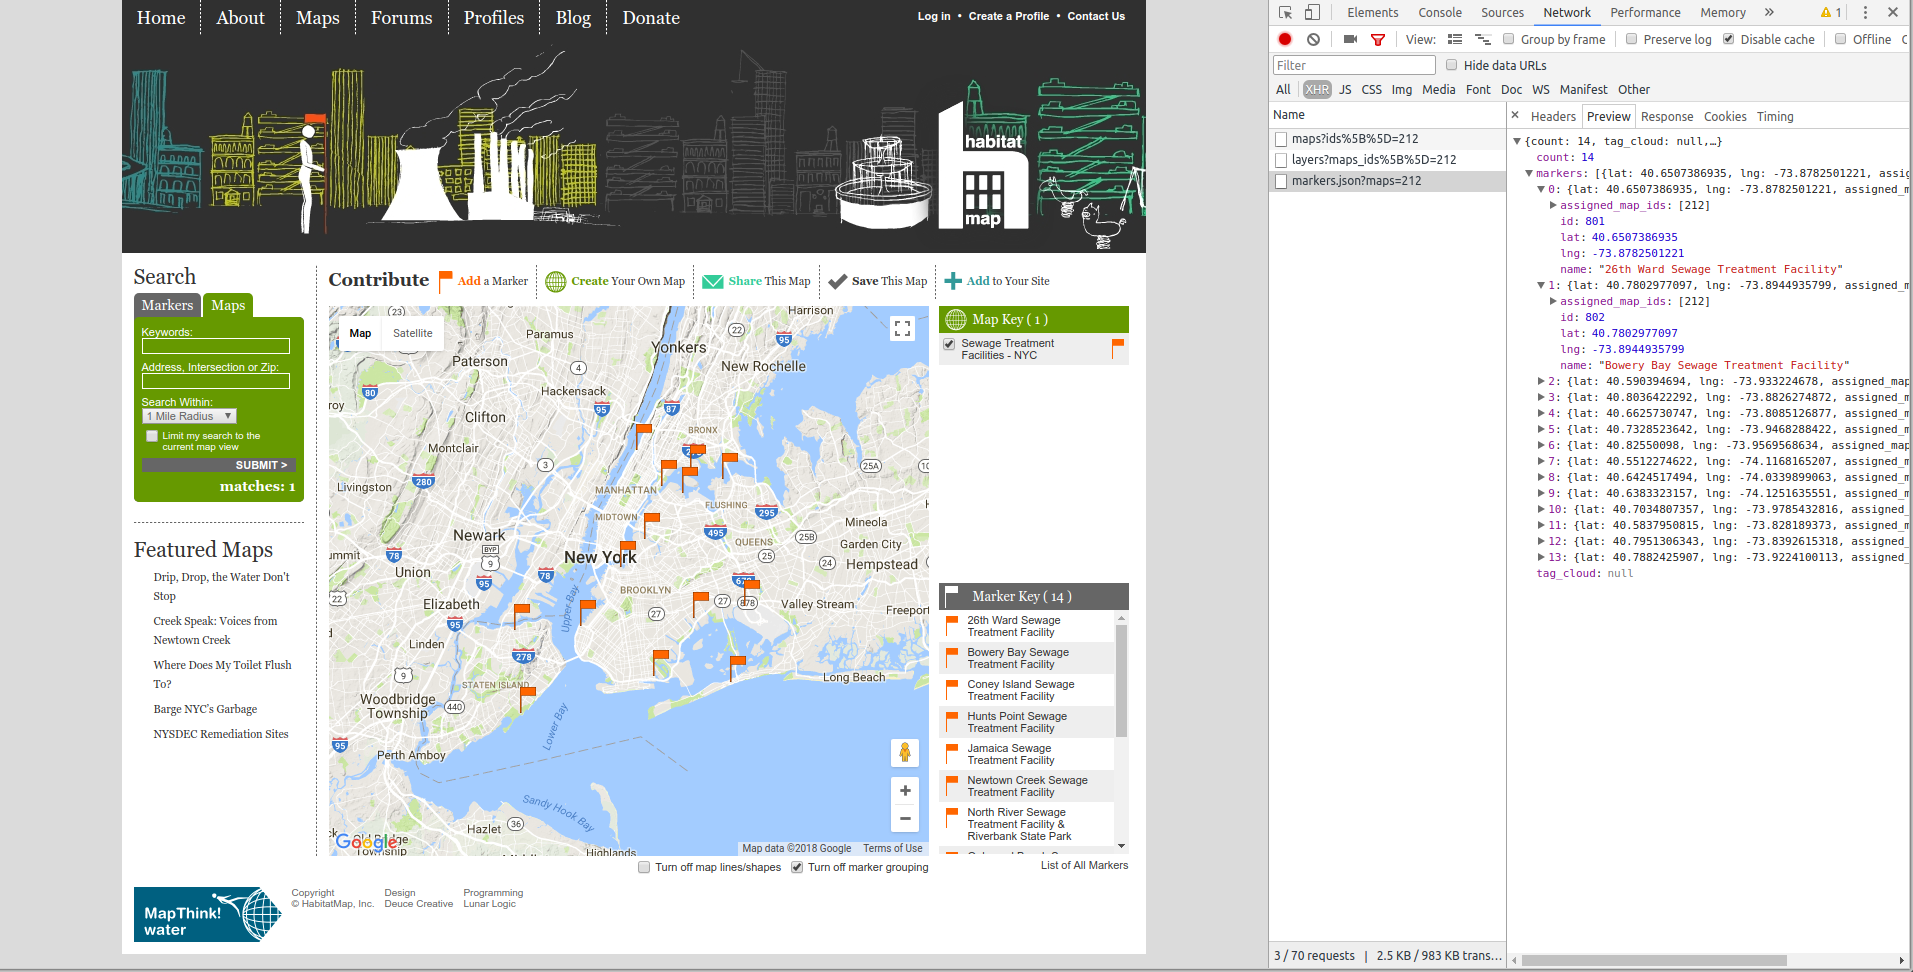 Home About Maps Forums Profiles Blog Donate
Log in • Create a Profile • Contact Us
habitat
map
Search
Markers Maps
Keywords:
Address, Intersection or Zip:
Search Within:
1 Mile Radius
Limit my search to the
current map view
SUBMIT >
matches: 1
Featured Maps
Drip, Drop, the Water Don't
Stop
Creek Speak: Voices from
Newtown Creek
Where Does My Toilet Flush
To?
Barge NYC's Garbage
NYSDEC Remediation Sites
Contribute Add a Marker Create Your Own Map Share This Map Save This Map Add to Your Site
Map Satellite
Harrison
Paramus
Yonkers
Paterson
New Rochelle
Hackensack
Clifton
BRONX
Montclair
Livingston
MANHATTAN
FLUSHING
MIDTOWN
Mineola
Newark
QUEENS
Garden City
New York
Hempstead
Union
BROOKLYN
Elizabeth
Valley Stream
Freeport
Upper Bay
Linden
Long Beach
STATEN ISLAND
Woodbridge
Township
Lower Bay
Perth Amboy
Sandy Hook Bay
Hazlet
Highlands
Google
Map data ©2018 Google Terms of Use
Turn off map lines/shapes Turn off marker grouping
Map Key ( 1 )
Sewage Treatment
Facilities - NYC
Marker Key ( 14 )
26th Ward Sewage
Treatment Facility
Bowery Bay Sewage
Treatment Facility
Coney Island Sewage
Treatment Facility
Hunts Point Sewage
Treatment Facility
Jamaica Sewage
Treatment Facility
Newtown Creek Sewage
Treatment Facility
North River Sewage
Treatment Facility &
Riverbank State Park
List of All Markers
MapThink!
water
Copyright Design Programming
© HabitatMap, Inc. Deuce Creative Lunar Logic
Elements Console Sources Network Performance Memory » 1
View: Group by frame Preserve log Disable cache Offline
Filter Hide data URLs
All XHR JS CSS Img Media Font Doc WS Manifest Other
Name
maps?ids%5B%5D=212
layers?maps_ids%5B%5D=212
markers.json?maps=212
3 / 70 requests | 2.5 KB / 983 KB trans...
× Headers Preview Response Cookies Timing
{count: 14, tag_cloud: null,…}
count: 14
markers: [{lat: 40.6507386935, lng: -73.8782501221, assig
0: {lat: 40.6507386935, lng: -73.8782501221, assigned_m
assigned_map_ids: [212]
id: 801
lat: 40.6507386935
lng: -73.8782501221
name: "26th Ward Sewage Treatment Facility"
1: {lat: 40.7802977097, lng: -73.8944935799, assigned_m
assigned_map_ids: [212]
id: 802
lat: 40.7802977097
lng: -73.8944935799
name: "Bowery Bay Sewage Treatment Facility"
2: {lat: 40.590394694, lng: -73.933224678, assigned_map
3: {lat: 40.8036422292, lng: -73.8826274872, assigned_m
4: {lat: 40.6625730747, lng: -73.8085126877, assigned_m
5: {lat: 40.7328523642, lng: -73.9468288422, assigned_m
6: {lat: 40.82550098, lng: -73.9569568634, assigned_map
7: {lat: 40.5512274622, lng: -74.1168165207, assigned_m
8: {lat: 40.6424517494, lng: -74.0339899063, assigned_m
9: {lat: 40.6383323157, lng: -74.1251635551, assigned_m
10: {lat: 40.7034807357, lng: -73.9785432816, assigned_
11: {lat: 40.5837950815, lng: -73.828189373, assigned_m
12: {lat: 40.7951306343, lng: -73.8392615318, assigned_
13: {lat: 40.7882425907, lng: -73.9224100113, assigned_
tag_cloud: null